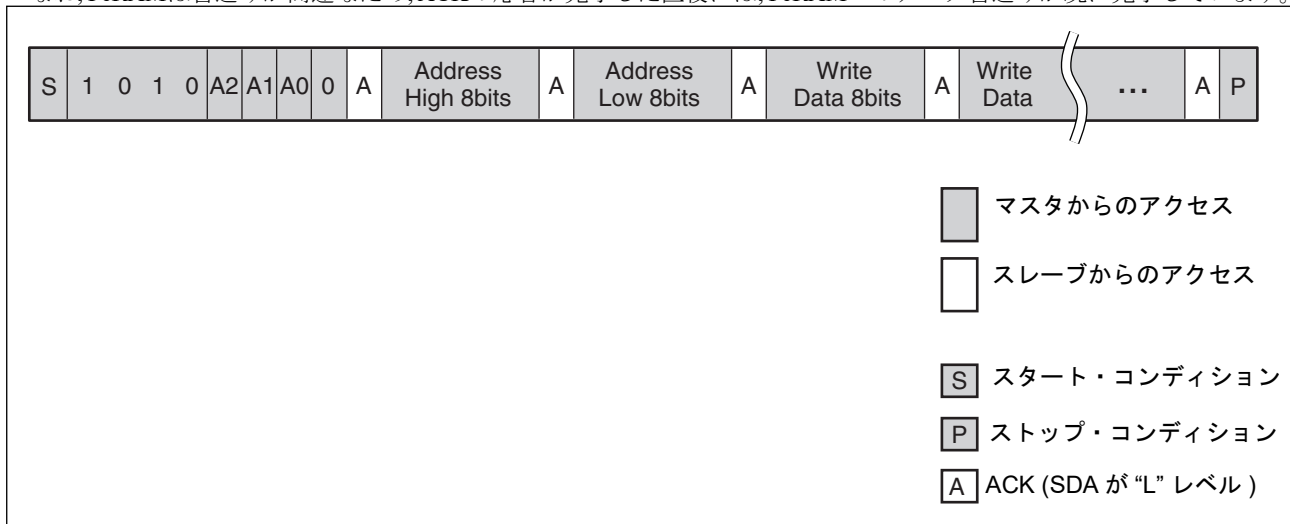 S 1 0 1 0 A2 A1 A0 0 A Address High 8bits A Address Low 8bits A Write Data 8bits A Write Data ... A P
マスタからのアクセス
スレーブからのアクセス
S スタート・コンディション
P ストップ・コンディション
A ACK (SDA が “L” レベル )